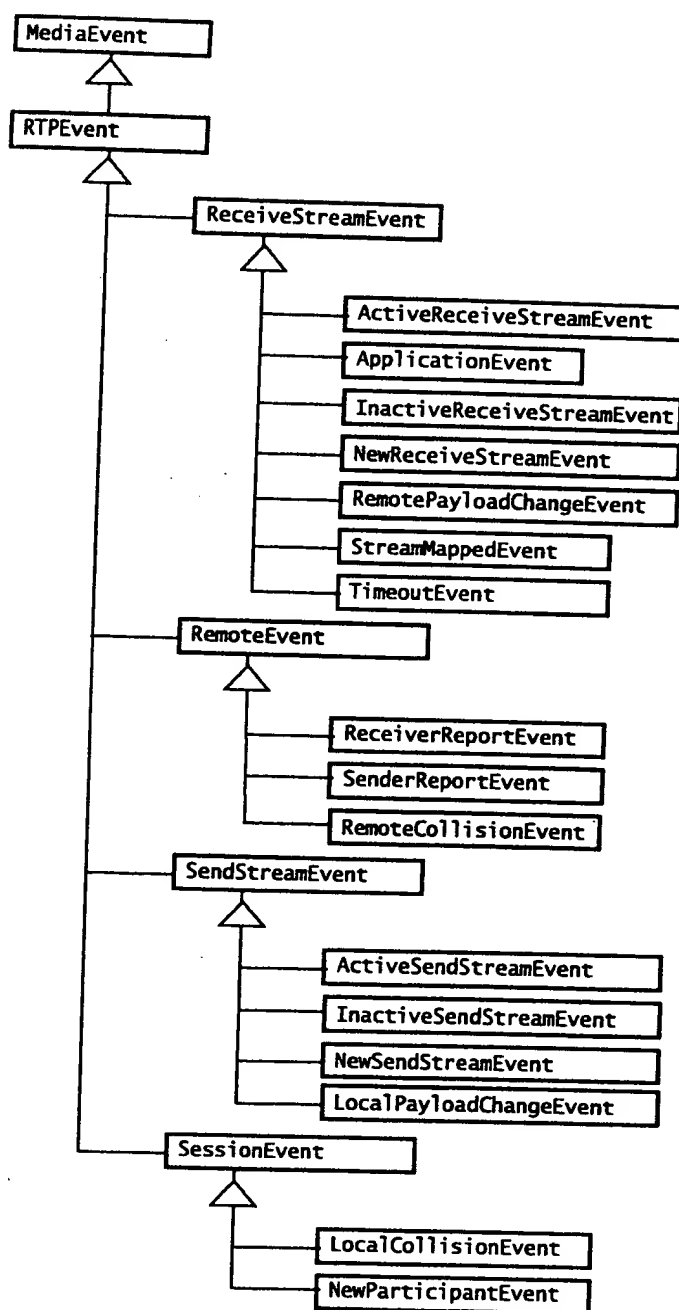 MediaEvent
RTPEvent
ReceiveStreamEvent
ActiveReceiveStreamEvent
ApplicationEvent
InactiveReceiveStreamEvent
NewReceiveStreamEvent
RemotePayloadChangeEvent
StreamMappedEvent
TimeoutEvent
RemoteEvent
ReceiverReportEvent
SenderReportEvent
RemoteCollisionEvent
SendStreamEvent
ActiveSendStreamEvent
InactiveSendStreamEvent
NewSendStreamEvent
LocalPayloadChangeEvent
SessionEvent
LocalCollisionEvent
NewParticipantEvent